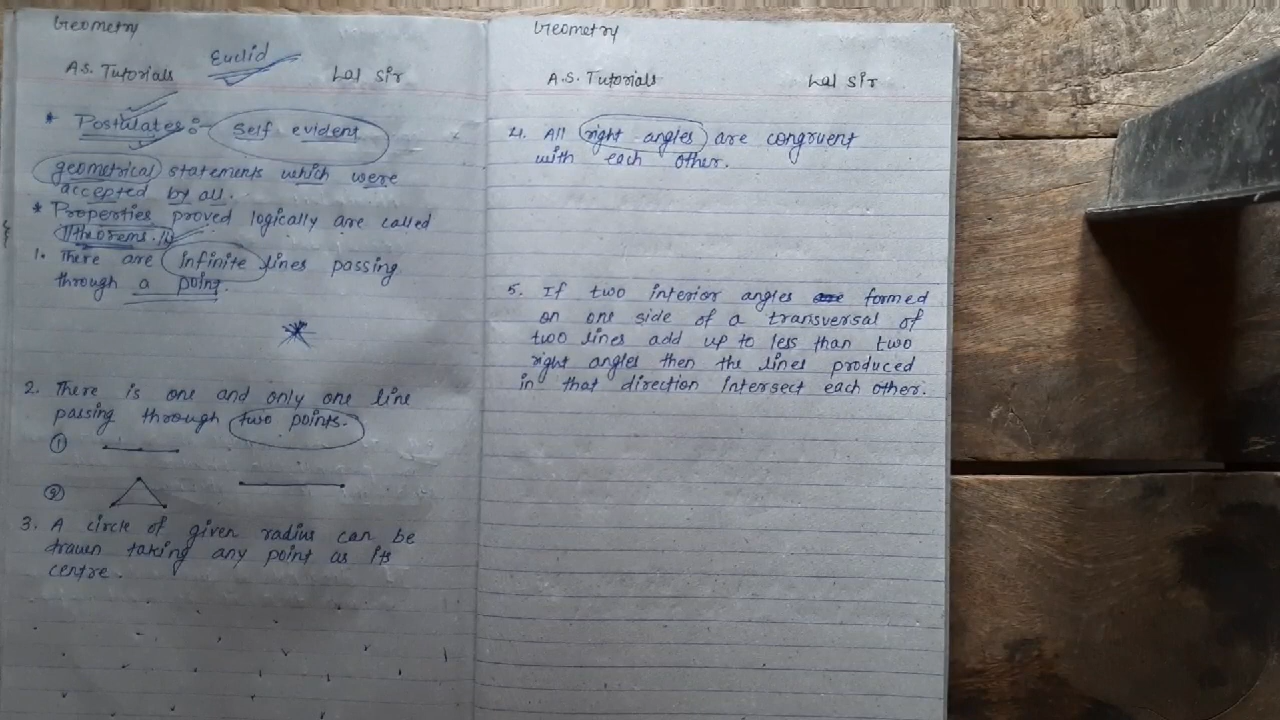 Geometry
Euclid
A.S. Tutorials Lal Sir
* Postulates :- Self evident
geometrical statements which were
accepted by all.
* Properties proved logically are called
Theorems.
1. There are infinite lines passing
through a point.
2. There is one and only one line
passing through two points.
①
②
3. A circle of given radius can be
drawn taking any point as its
centre.
Geometry
A.S. Tutorials Lal Sir
4. All right angles are congruent
with each other.
5. If two interior angles are formed
on one side of a transversal of
two lines add up to less than two
right angles then the lines produced
in that direction intersect each other.